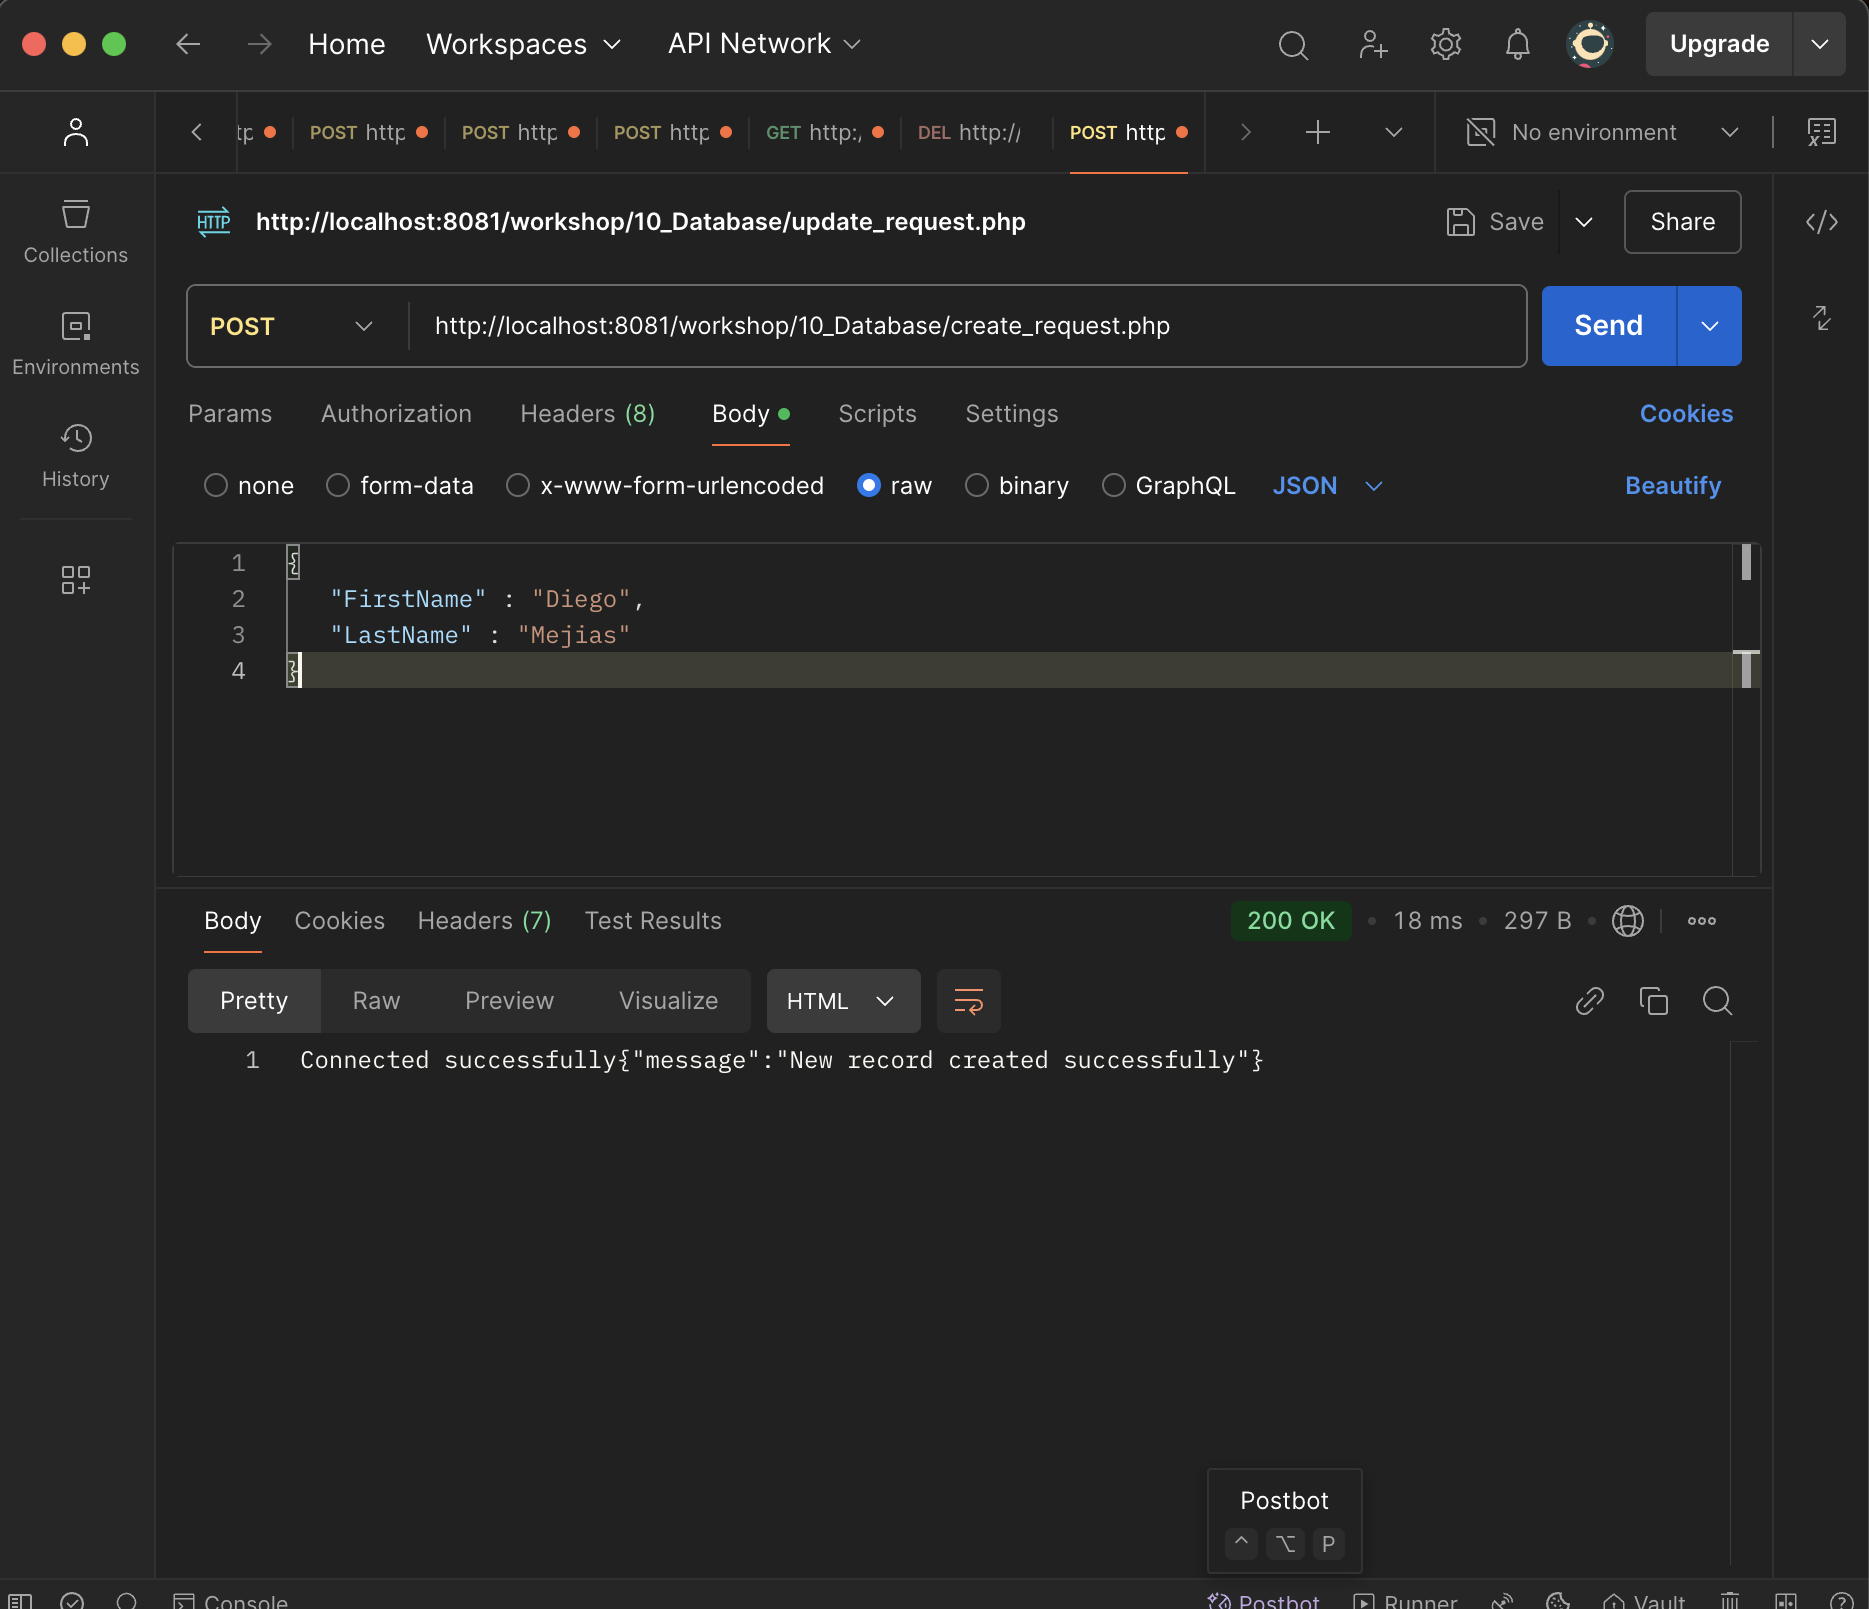 Home Workspaces API Network Upgrade
tp POST http POST http POST http GET http:/ DEL http:// POST http No environment
HTTP http://localhost:8081/workshop/10_Database/update_request.php Save Share
Collections
POST http://localhost:8081/workshop/10_Database/create_request.php Send
Environments
Params Authorization Headers (8) Body Scripts Settings Cookies
History
none form-data x-www-form-urlencoded raw binary GraphQL JSON Beautify
1 {
2 "FirstName" : "Diego",
3 "LastName" : "Mejias"
4 }
Body Cookies Headers (7) Test Results 200 OK • 18 ms • 297 B •
Pretty Raw Preview Visualize HTML
1 Connected successfully{"message":"New record created successfully"}
Postbot
^ ⌥ P
Console Postbot Runner Vault